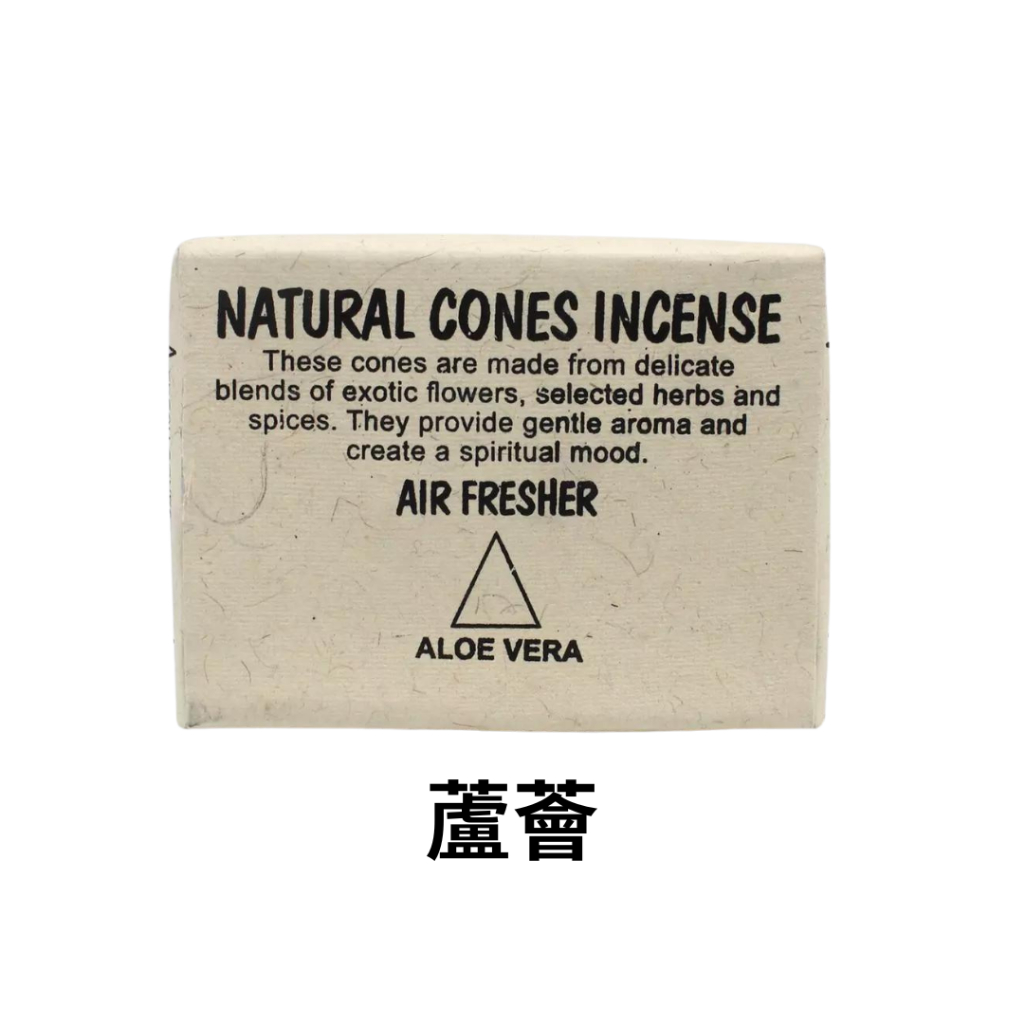 NATURAL CONES INCENSE
These cones are made from delicate
blends of exotic flowers, selected herbs and
spices. They provide gentle aroma and
create a spiritual mood.
AIR FRESHER
ALOE VERA
蘆薈